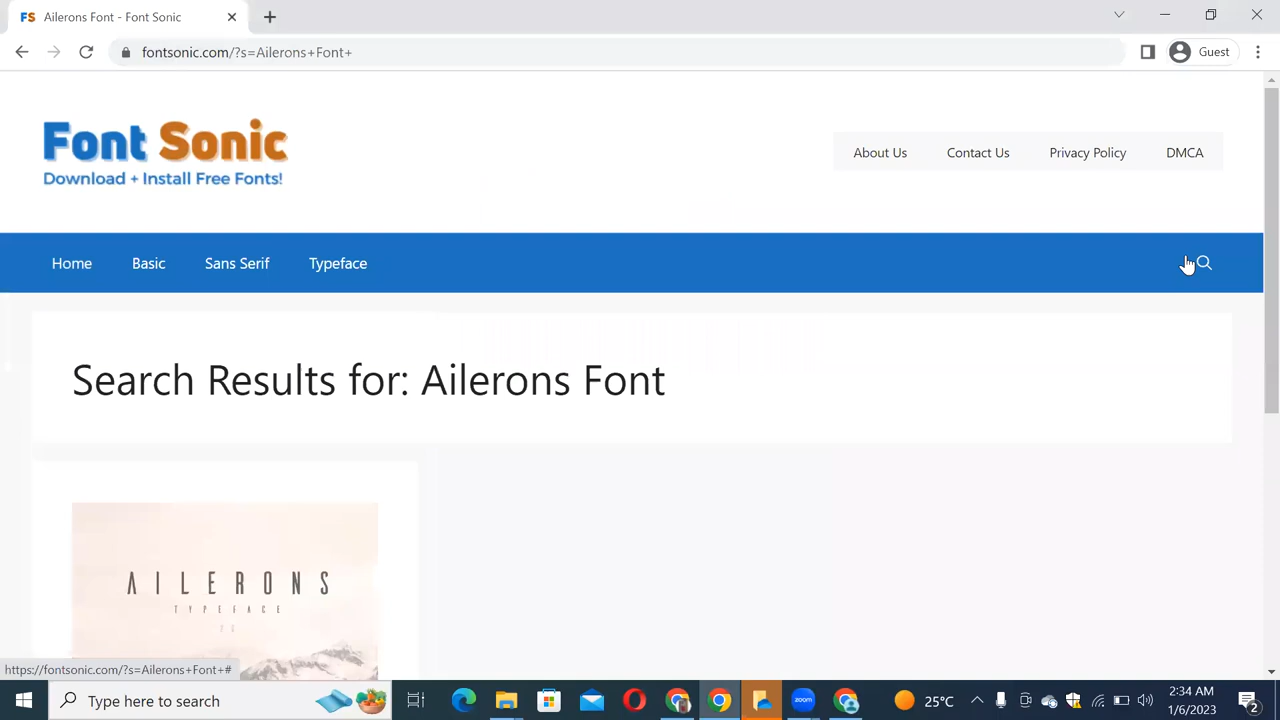 FS Ailerons Font - Font Sonic
fontsonic.com/?s=Ailerons+Font+
Guest
Font Sonic
Download + Install Free Fonts!
About Us Contact Us Privacy Policy DMCA
Home Basic Sans Serif Typeface
Search Results for: Ailerons Font
AILERONS
TYPEFACE
https://fontsonic.com/?s=Ailerons+Font+#
Type here to search
zoom
25°C
2:34 AM
1/6/2023
2